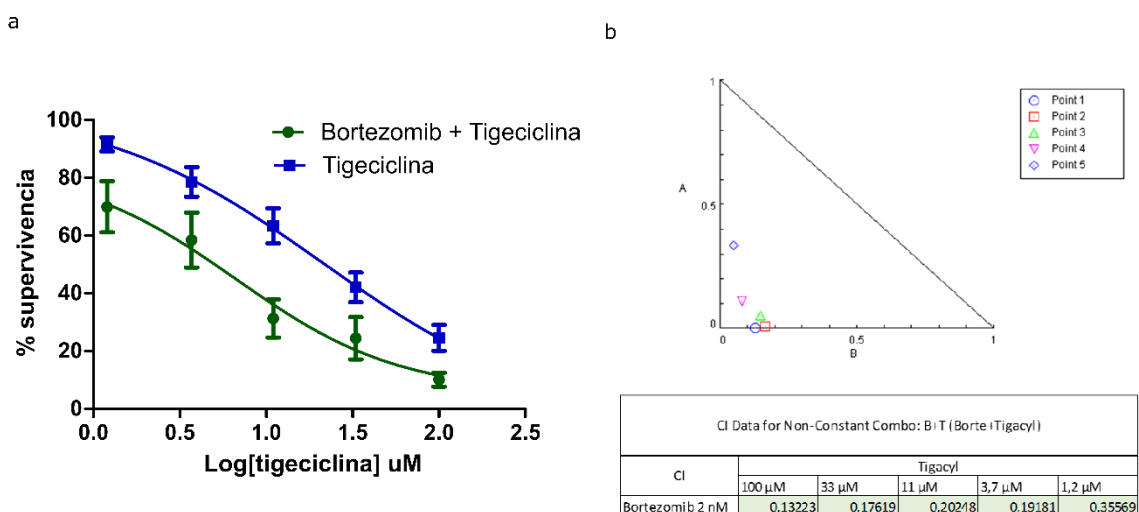 a
b
100
80
60
40
20
0
% supervivencia
Bortezomib + Tigeciclina
Tigeciclina
0.0 0.5 1.0 1.5 2.0 2.5
Log[tigeciclina] uM
1
A
0.5
0
0 0.5 1
B
Point 1
Point 2
Point 3
Point 4
Point 5
CI Data for Non-Constant Combo: B+T (Borte+Tigacyl)
CI
Tigacyl
100 µM 33 µM 11 µM 3,7 µM 1,2 µM
Bortezomib 2 nM 0.13223 0.17619 0.20248 0.19181 0.35569